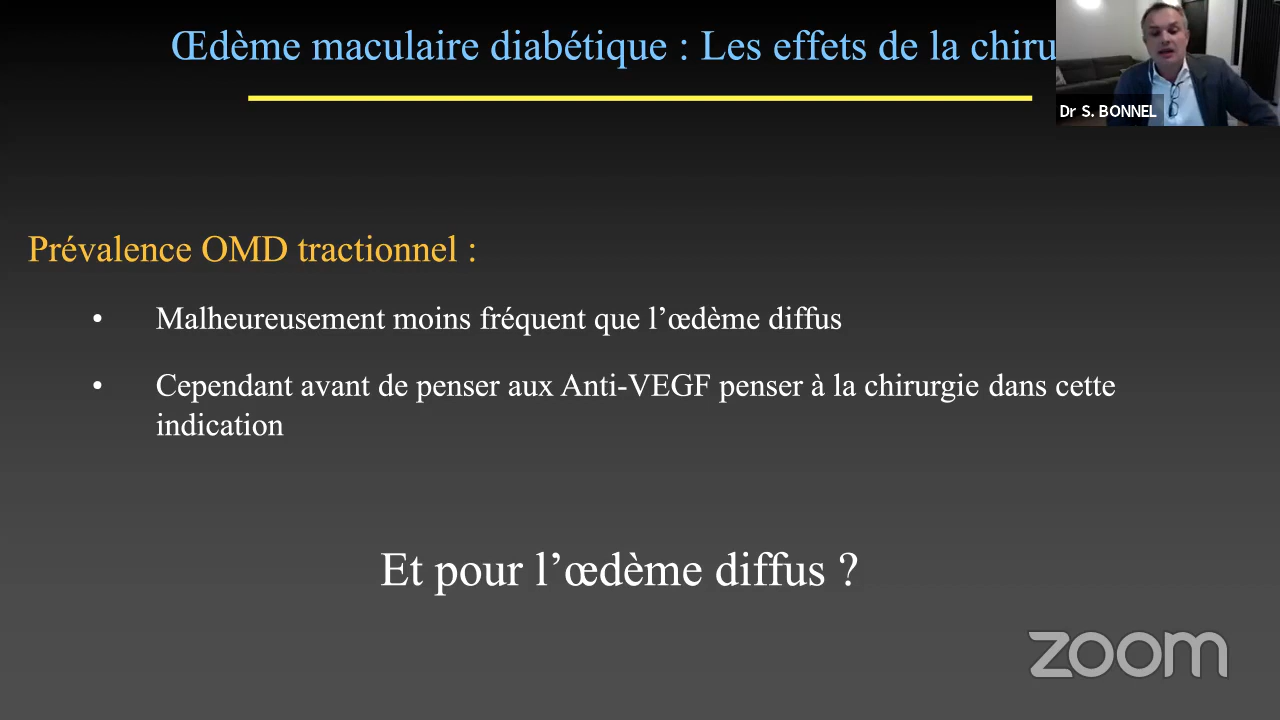 Œdème maculaire diabétique : Les effets de la chiru
Dr S. BONNEL
Prévalence OMD tractionnel :
• Malheureusement moins fréquent que l’œdème diffus
• Cependant avant de penser aux Anti-VEGF penser à la chirurgie dans cette
indication
Et pour l’œdème diffus ?
zoom